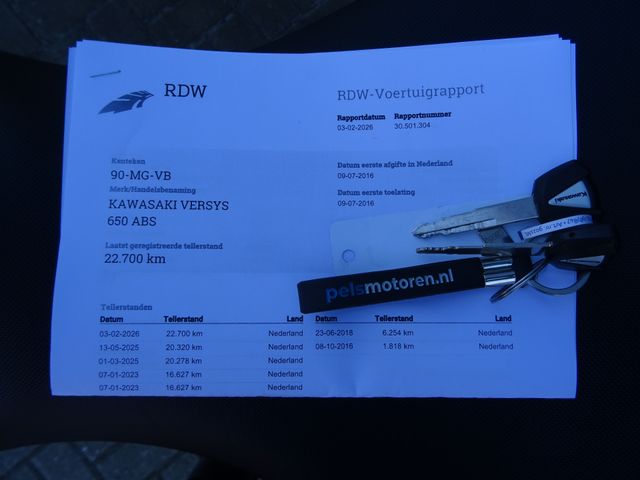 RDW
RDW-Voertuigrapport
Rapportdatum Rapportnummer
03-02-2026 30.501.304
Kenteken
90-MG-VB
Merk/Handelsbenaming
KAWASAKI VERSYS
650 ABS
Laatst geregistreerde tellerstand
22.700 km
Datum eerste afgifte in Nederland
09-07-2016
Datum eerste toelating
09-07-2016
Kawasaki
pelsmotoren.nl
Tellerstanden
Datum Tellerstand Land Datum Tellerstand Land
03-02-2026 22.700 km Nederland 23-06-2018 6.254 km Nederland
13-05-2025 20.320 km Nederland 08-10-2016 1.818 km Nederland
01-03-2025 20.278 km Nederland
07-01-2023 16.627 km Nederland
07-01-2023 16.627 km Nederland